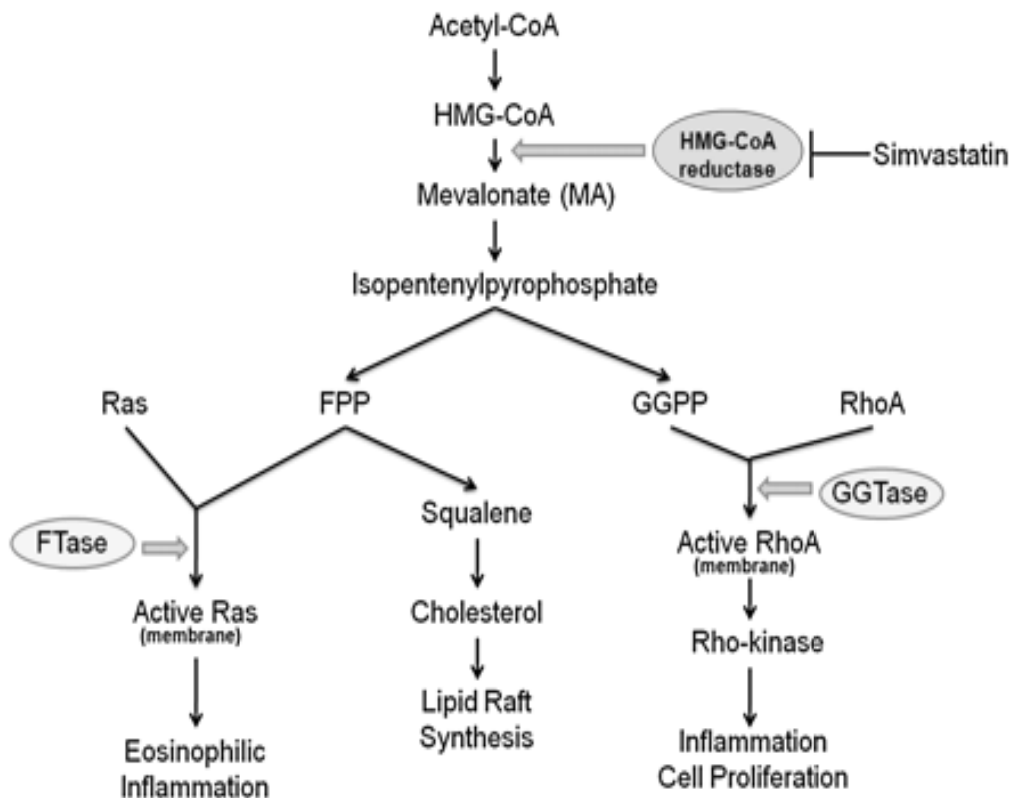 Acetyl-CoA
HMG-CoA
HMG-CoA
reductase
Simvastatin
Mevalonate (MA)
Isopentenylpyrophosphate
Ras
FPP
GGPP
RhoA
GGTase
Squalene
FTase
Active RhoA
(membrane)
Active Ras
(membrane)
Cholesterol
Rho-kinase
Lipid Raft
Synthesis
Eosinophilic
Inflammation
Inflammation
Cell Proliferation